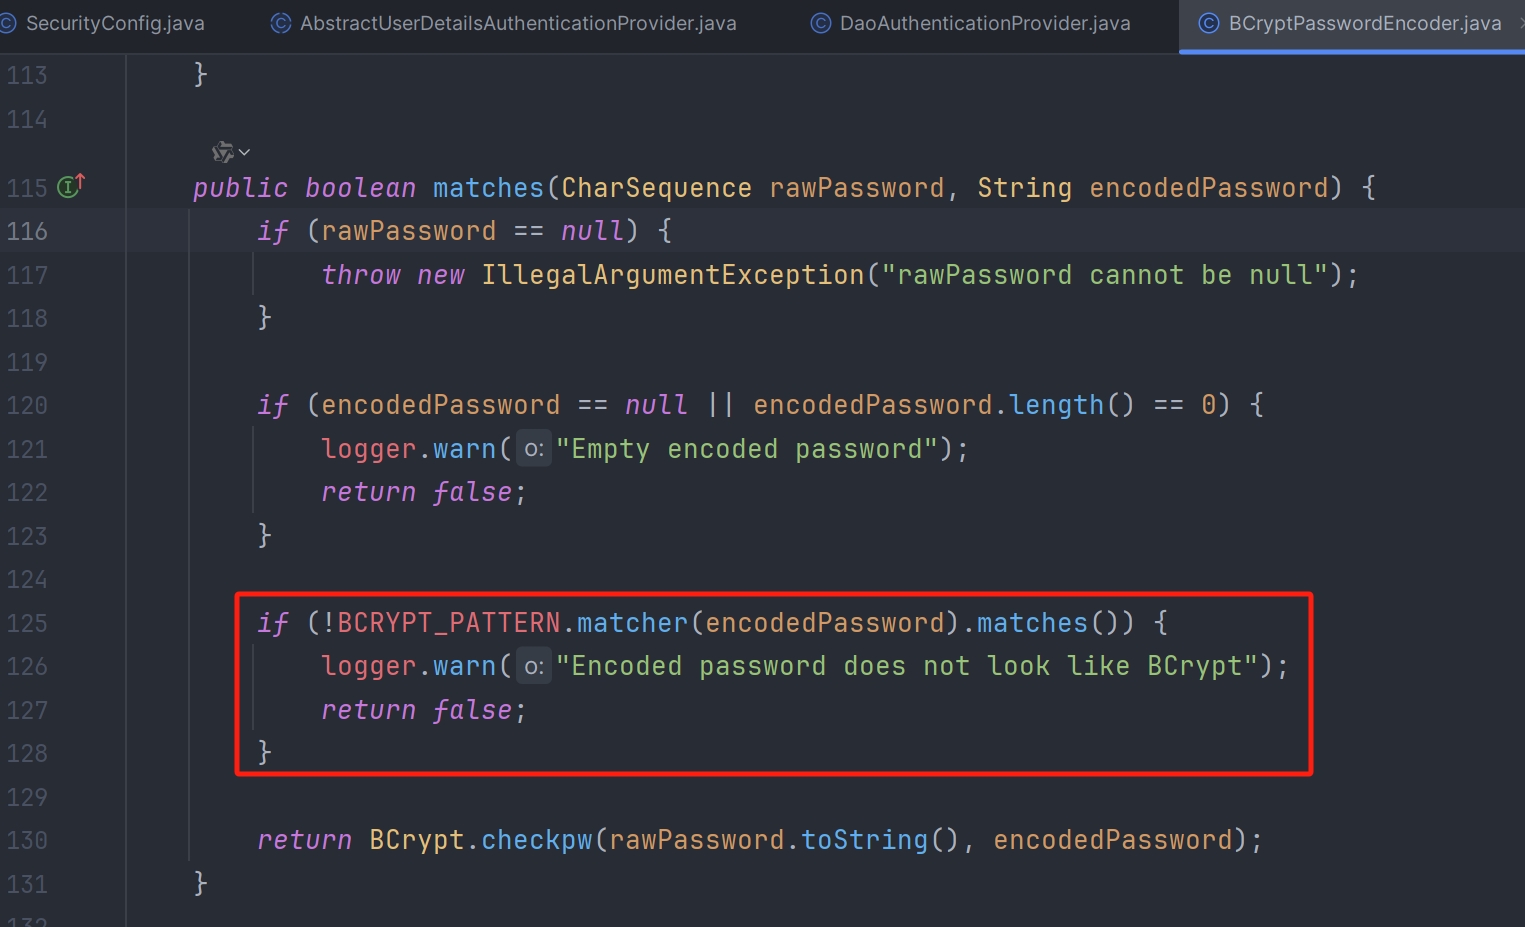 SecurityConfig.java AbstractUserDetailsAuthenticationProvider.java DaoAuthenticationProvider.java BCryptPasswordEncoder.java
113 }
114
115 public boolean matches(CharSequence rawPassword, String encodedPassword) {
116 if (rawPassword == null) {
117 throw new IllegalArgumentException("rawPassword cannot be null");
118 }
119
120 if (encodedPassword == null || encodedPassword.length() == 0) {
121 logger.warn( o: "Empty encoded password");
122 return false;
123 }
124
125 if (!BCRYPT_PATTERN.matcher(encodedPassword).matches()) {
126 logger.warn( o: "Encoded password does not look like BCrypt");
127 return false;
128 }
129
130 return BCrypt.checkpw(rawPassword.toString(), encodedPassword);
131 }
132